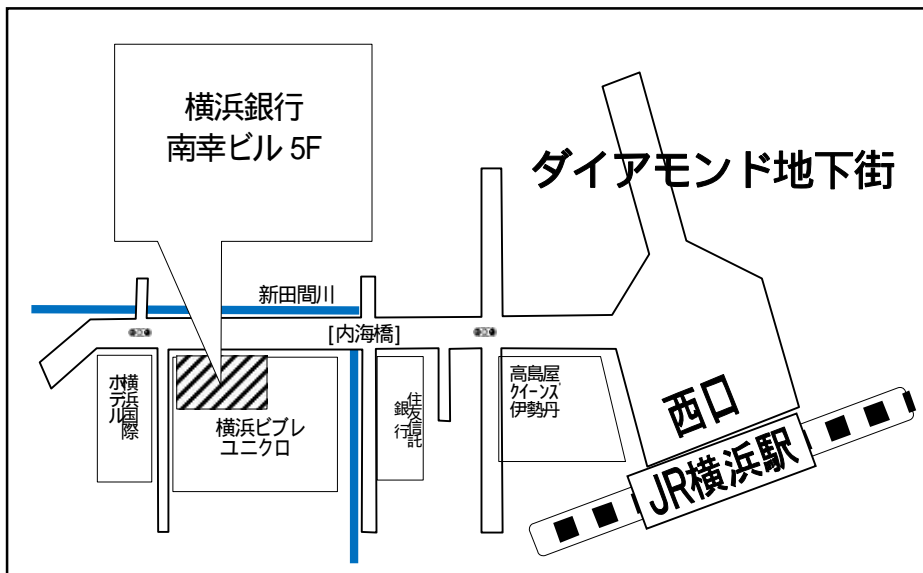 横浜銀行
南幸ビル 5F
ダイアモンド地下街
新田間川
[内海橋]
横浜国際
ホテル
横浜ビブレ
ユニクロ
住友信託
銀行
高島屋
クイーンズ
伊勢丹
西口
JR横浜駅